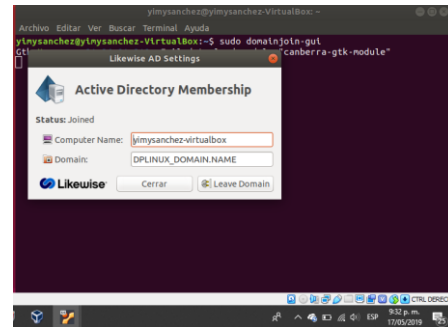 yimysanchez@yimysanchez-VirtualBox: ~
Archivo Editar Ver Buscar Terminal Ayuda
yimysanchez@yimysanchez-VirtualBox:~$ sudo domainjoin-gui
"canberra-gtk-module"
Likewise AD Settings
Active Directory Membership
Status: Joined
Computer Name: yimysanchez-virtualbox
Domain: DPLINUX_DOMAIN.NAME
Likewise
Cerrar
Leave Domain
CTRL DEREC
ESP
9:32 p. m.
17/05/2019